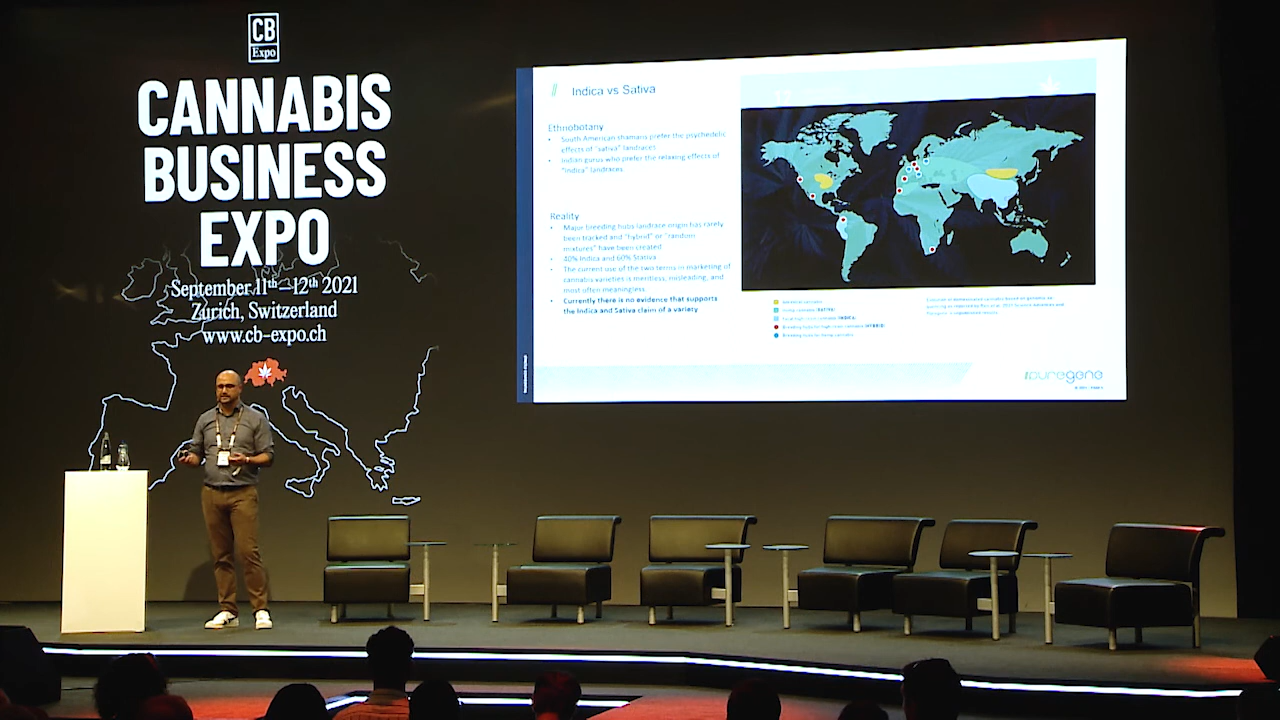 CB
Expo
CANNABIS
BUSINESS
EXPO
September 11th - 12th 2021
Zürich, Switzerland
www.cb-expo.ch
// Indica vs Sativa
Ethnobotany
• South American shamans prefer the psychedelic
effects of "sativa" landraces
• Indian gurus who prefer the relaxing effects of
"Indica" landraces
Reality
• Major breeding hubs landrace origin has rarely
been tracked and "hybrid" or "random
mixtures" have been created
• 40% Indica and 60% Stativa
• The current use of the two terms in marketing of
cannabis varieties is meritless, misleading, and
most often meaningless
• Currently there is no evidence that supports
the Indica and Sativa claim of a variety
puregene